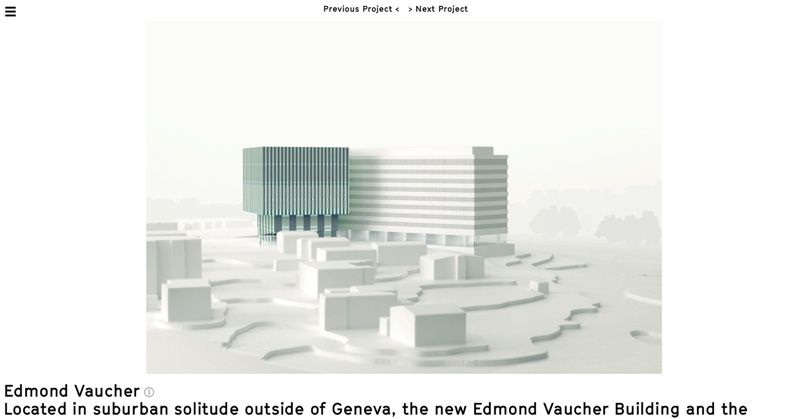 Previous Project < > Next Project
Edmond Vaucher ⓘ
Located in suburban solitude outside of Geneva, the new Edmond Vaucher Building and the